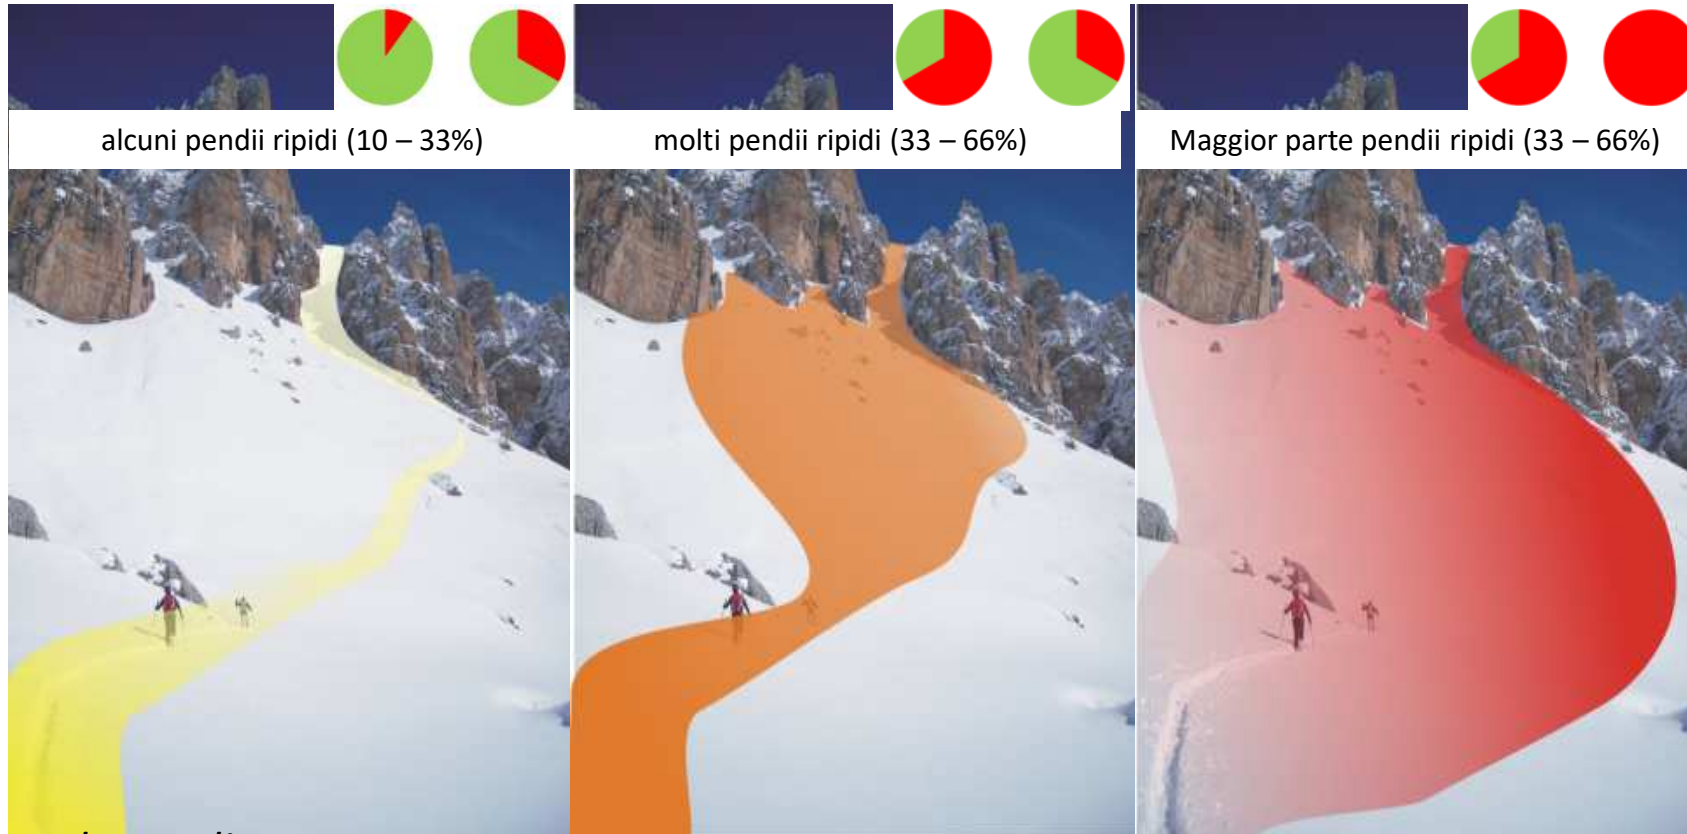 alcuni pendii ripidi (10 – 33%)
molti pendii ripidi (33 – 66%)
Maggior parte pendii ripidi (33 – 66%)